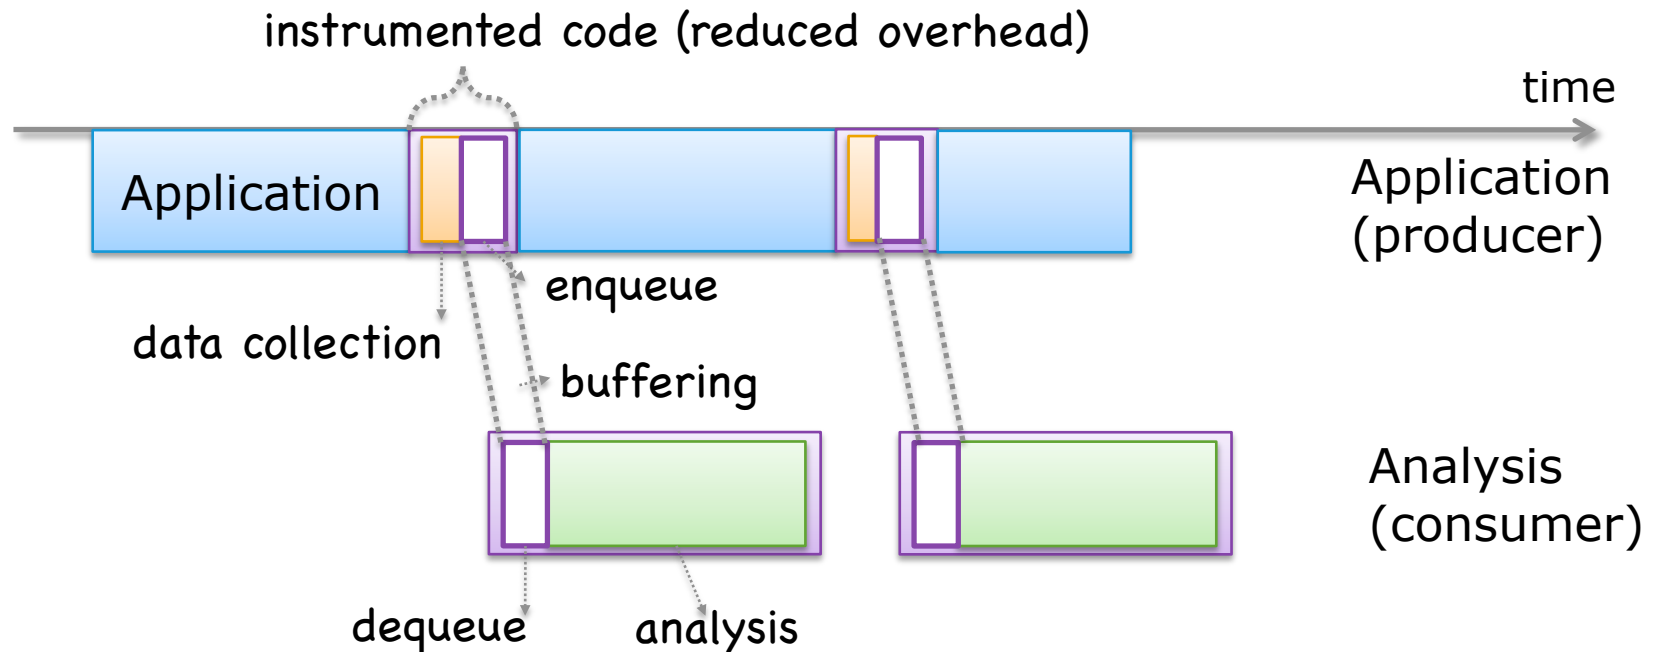 instrumented code (reduced overhead)
time
Application
Application
(producer)
enqueue
data collection
buffering
Analysis
(consumer)
dequeue
analysis